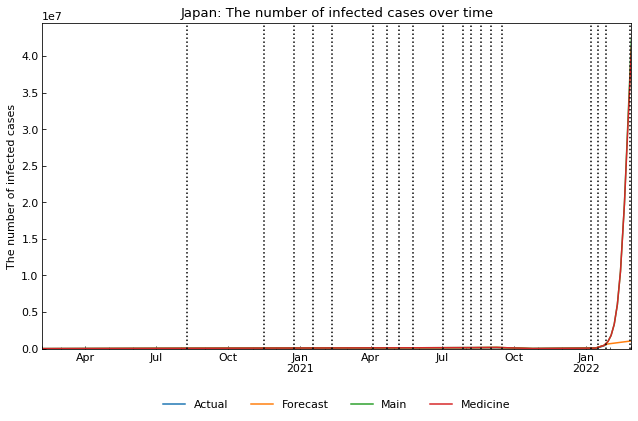 Japan: The number of infected cases over time
1e7
The number of infected cases
4.0
3.5
3.0
2.5
2.0
1.5
1.0
0.5
0.0
Apr Jul Oct Jan Apr Jul Oct Jan
2021 2022
Actual Forecast Main Medicine